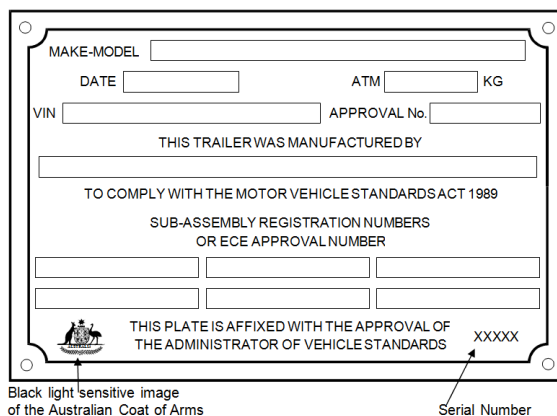 MAKE-MODEL
DATE ATM KG
VIN APPROVAL No.
THIS TRAILER WAS MANUFACTURED BY
TO COMPLY WITH THE MOTOR VEHICLE STANDARDS ACT 1989
SUB-ASSEMBLY REGISTRATION NUMBERS
OR ECE APPROVAL NUMBER
THIS PLATE IS AFFIXED WITH THE APPROVAL OF
THE ADMINISTRATOR OF VEHICLE STANDARDS
XXXXX
AUSTRALIA
Black light sensitive image
of the Australian Coat of Arms
Serial Number